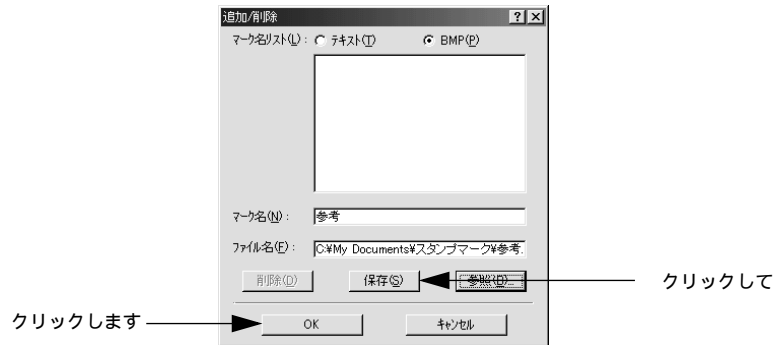 追加/削除
マーク名リスト(L): テキスト(T) BMP(P)
マーク名(N): 参考
ファイル名(F): C:¥My Documents¥スタンプマーク¥参考.
削除(D) 保存(S) 参照(B)... クリックして
クリックします OK キャンセル